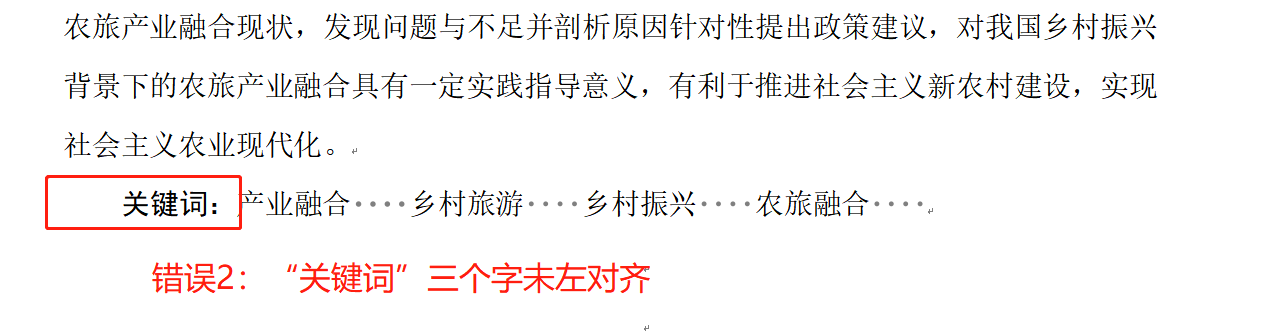 农旅产业融合现状，发现问题与不足并剖析原因针对性提出政策建议，对我国乡村振兴
背景下的农旅产业融合具有一定实践指导意义，有利于推进社会主义新农村建设，实现
社会主义农业现代化。
关键词：产业融合····乡村旅游····乡村振兴····农旅融合····
错误2：“关键词”三个字未左对齐